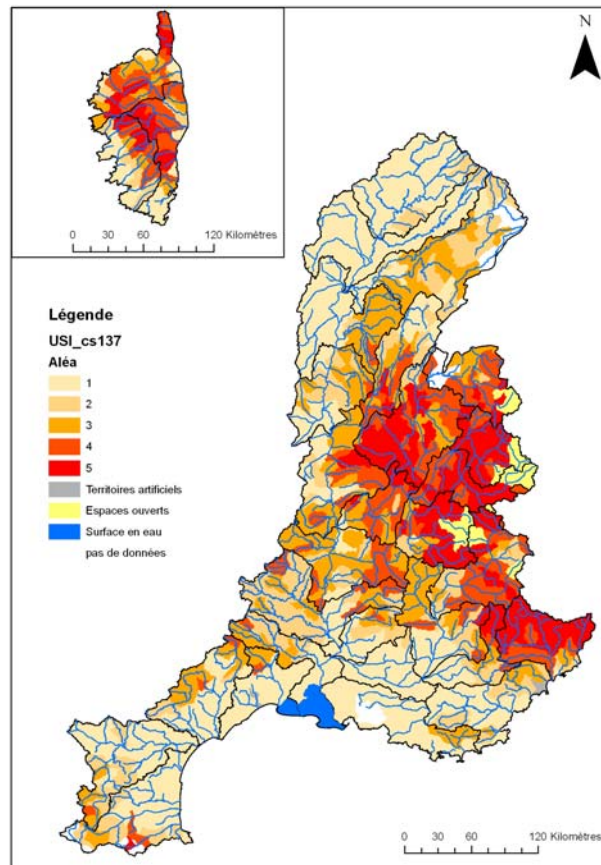 N
0 30 60 120 Kilomètres
Légende
USI_cs137
Aléa
1
2
3
4
5
Territoires artificiels
Espaces ouverts
Surface en eau
pas de données
0 30 60 120 Kilomètres